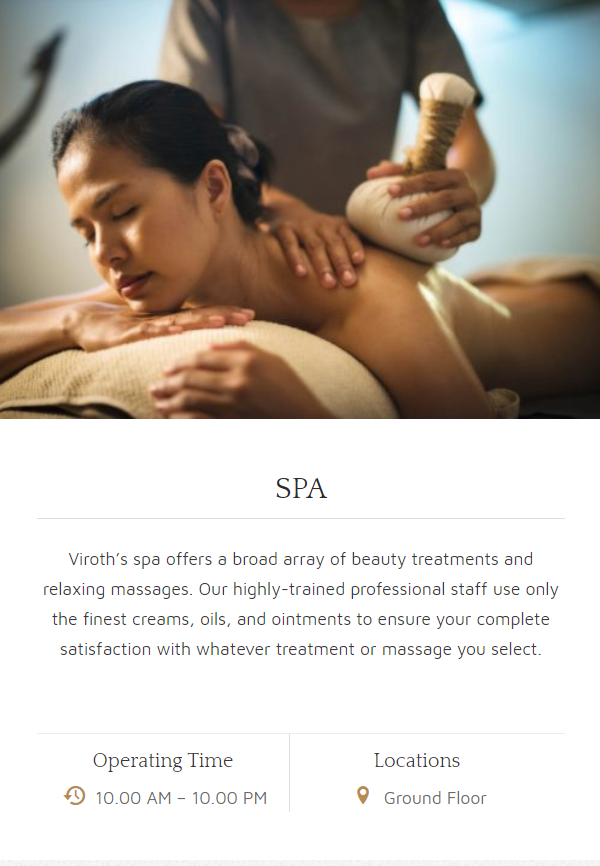 SPA
Viroth’s spa offers a broad array of beauty treatments and
relaxing massages. Our highly-trained professional staff use only
the finest creams, oils, and ointments to ensure your complete
satisfaction with whatever treatment or massage you select.
Operating Time
10.00 AM – 10.00 PM
Locations
Ground Floor